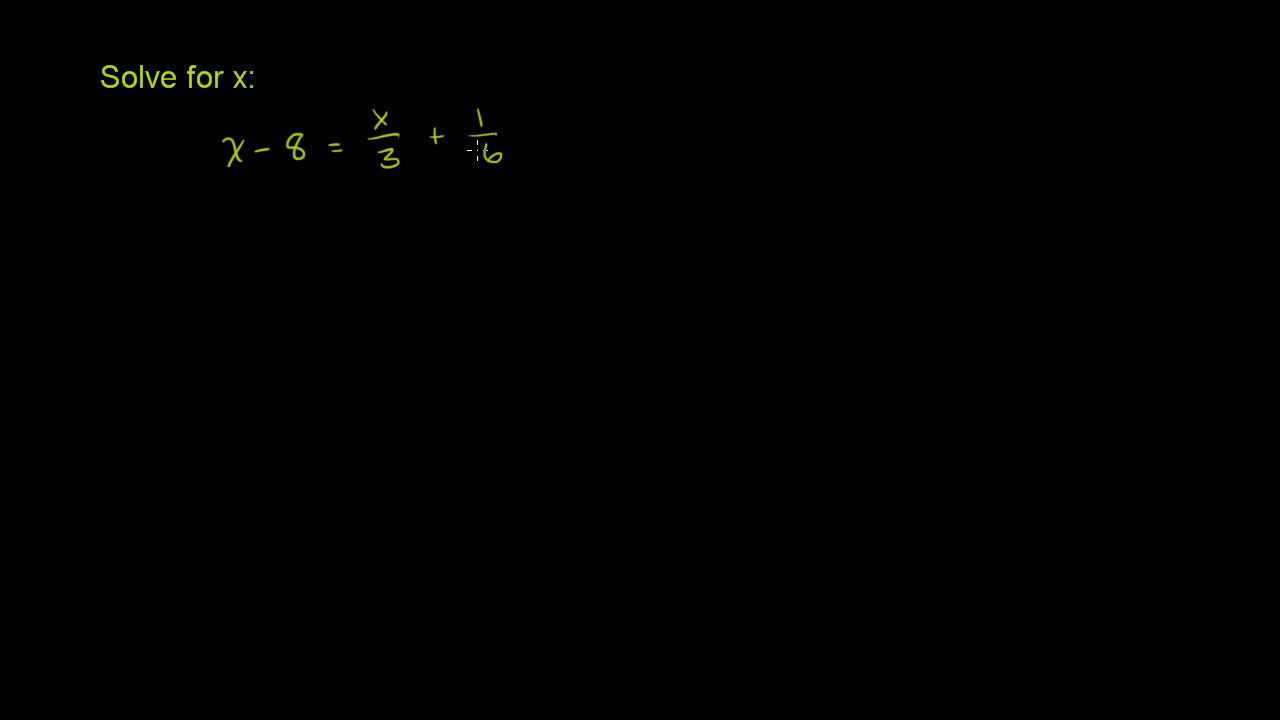 Solve for x:
x - 8 = x/3 + 1/6